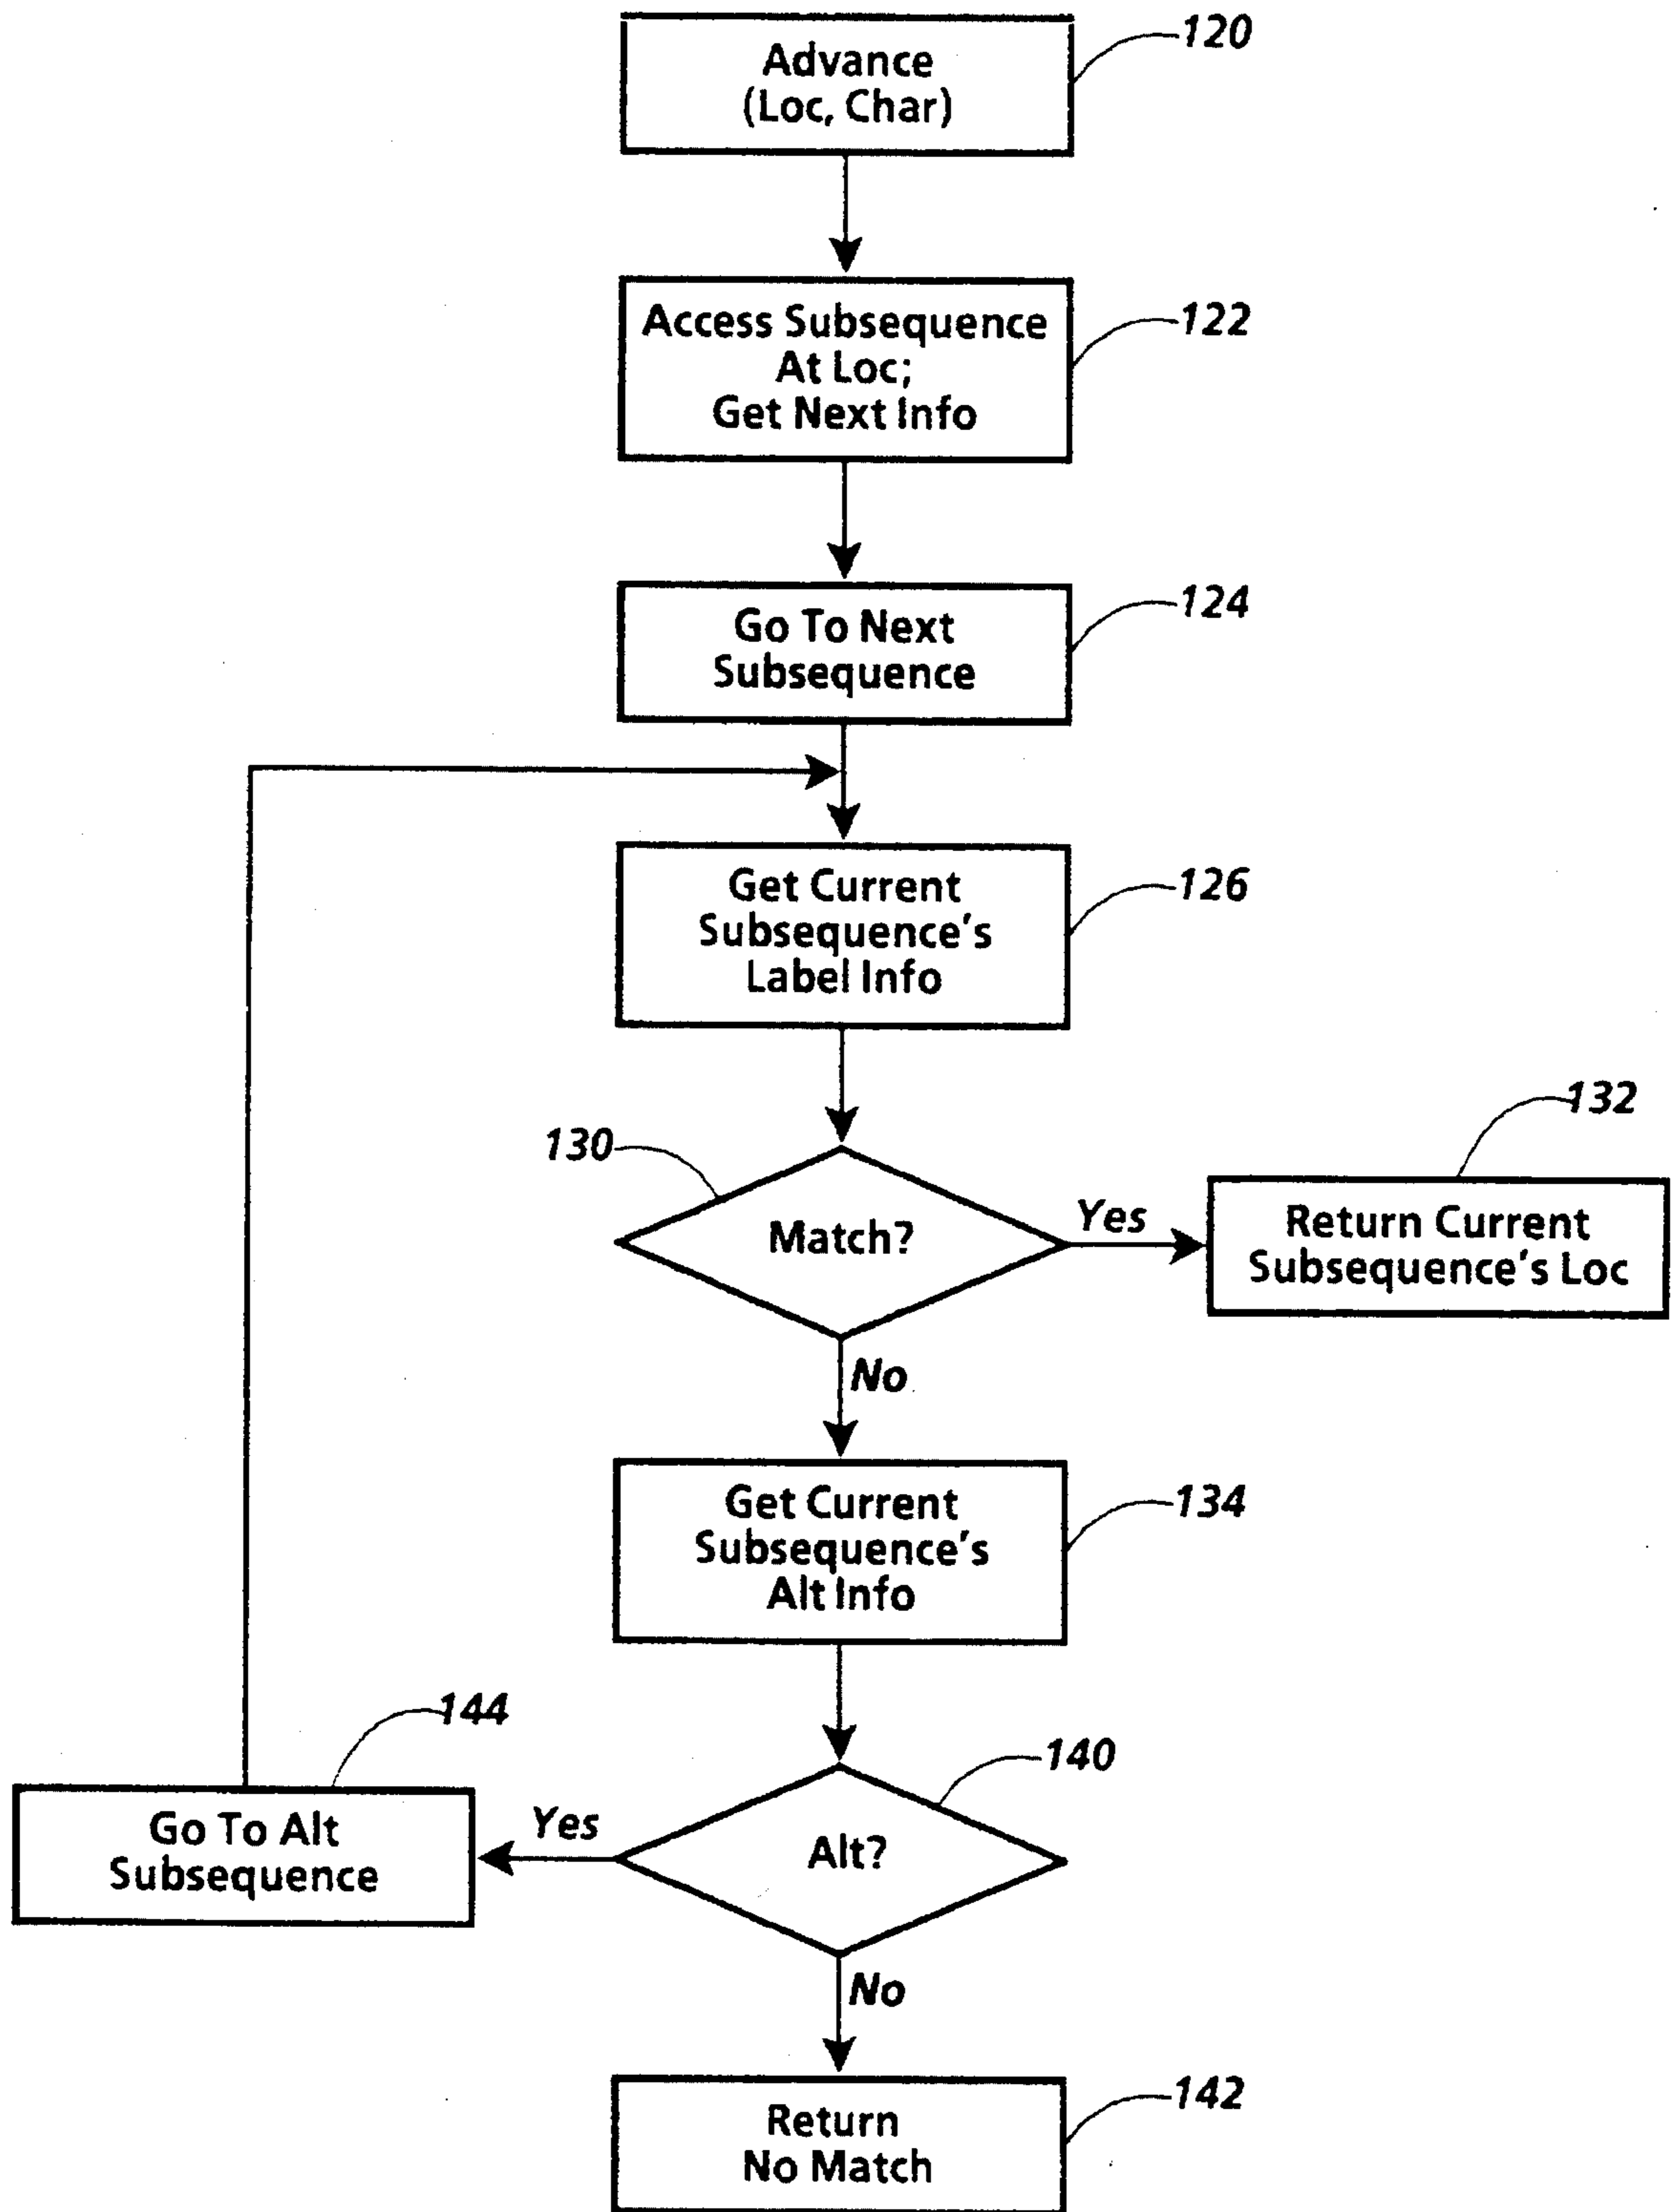 120
Advance
(Loc, Char)
122
Access Subsequence
At Loc;
Get Next Info
124
Go To Next
Subsequence
126
Get Current
Subsequence's
Label Info
130
Match?
Yes
132
Return Current
Subsequence's Loc
No
134
Get Current
Subsequence's
Alt Info
144
Go To Alt
Subsequence
Yes
140
Alt?
No
142
Return
No Match